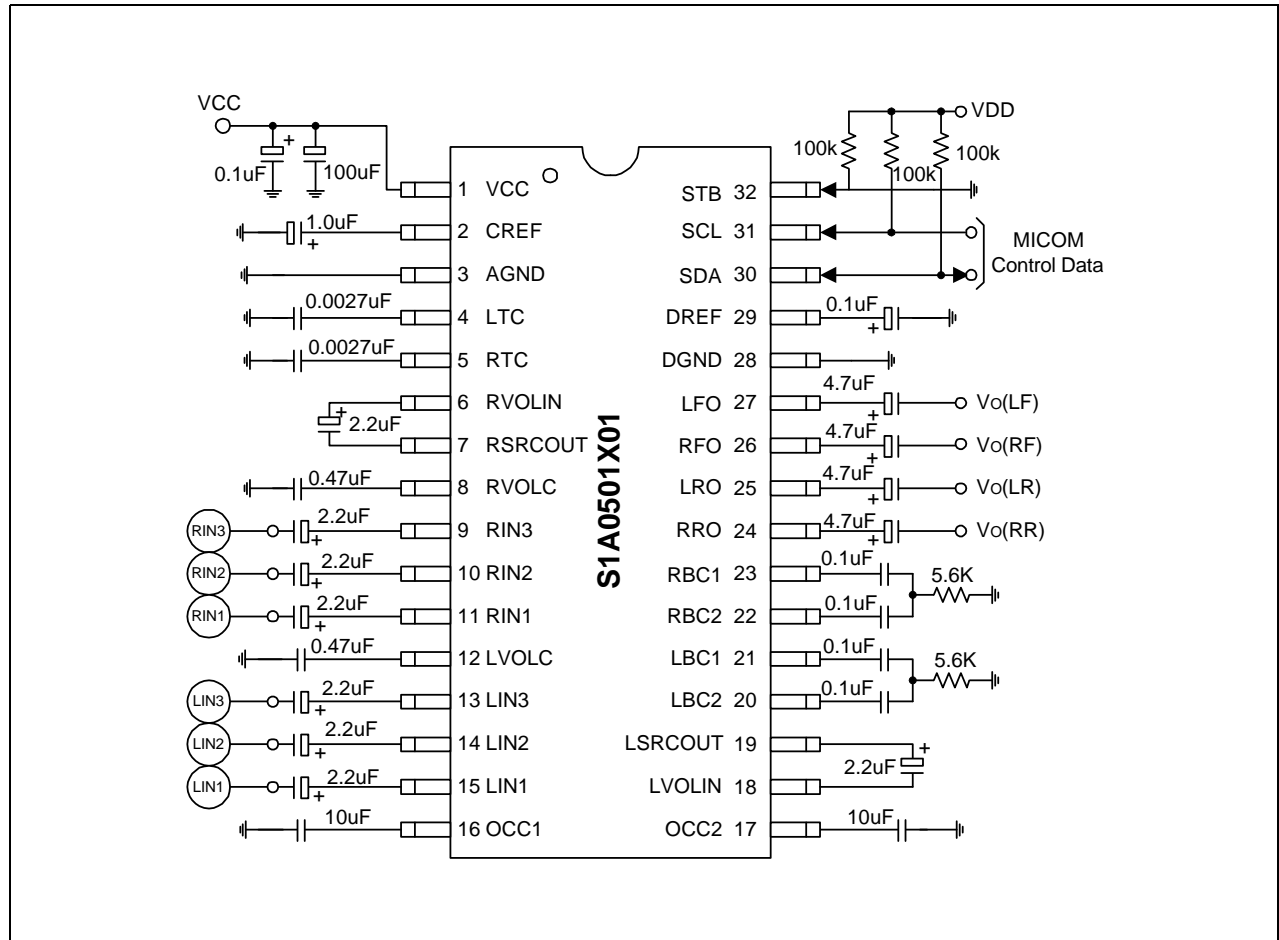 VCC
+
0.1uF
100uF
1 VCC
1.0uF
+
2 CREF
3 AGND
0.0027uF
4 LTC
0.0027uF
5 RTC
+
6 RVOLIN
2.2uF
7 RSRCOUT
0.47uF
8 RVOLC
RIN3
2.2uF
+
9 RIN3
RIN2
2.2uF
+
10 RIN2
RIN1
2.2uF
+
11 RIN1
0.47uF
12 LVOLC
LIN3
2.2uF
+
13 LIN3
LIN2
2.2uF
+
14 LIN2
LIN1
2.2uF
+
15 LIN1
10uF
16 OCC1
S1A0501X01
VDD
100k
100k
100k
STB 32
SCL 31
MICOM
Control Data
SDA 30
DREF 29
0.1uF
+
DGND 28
LFO 27
4.7uF
+
VO(LF)
RFO 26
4.7uF
+
VO(RF)
LRO 25
4.7uF
+
VO(LR)
RRO 24
4.7uF
+
VO(RR)
RBC1 23
0.1uF
5.6K
RBC2 22
0.1uF
LBC1 21
0.1uF
5.6K
LBC2 20
0.1uF
LSRCOUT 19
+
2.2uF
LVOLIN 18
OCC2 17
10uF